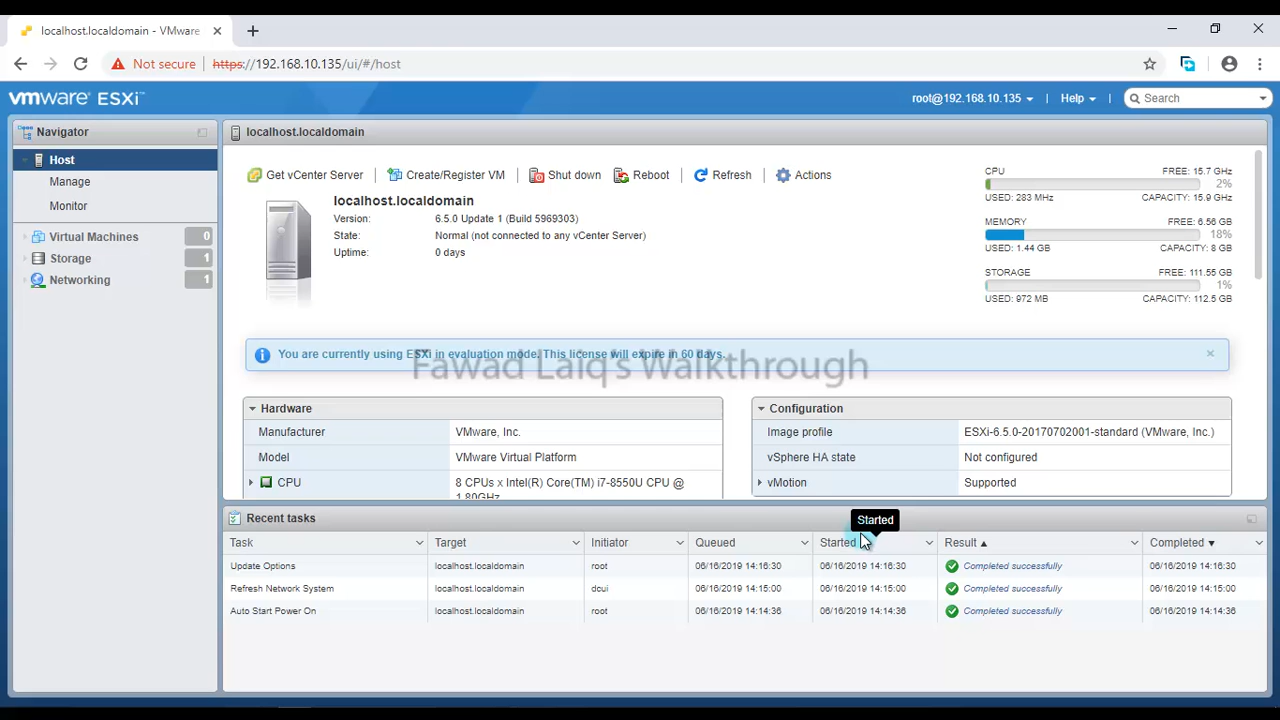 localhost.localdomain - VMware
Not secure
https://192.168.10.135/ui/#/host
vmware ESXi™
root@192.168.10.135
Help
Search
Navigator
localhost.localdomain
Host
Manage
Monitor
Virtual Machines 0
Storage 1
Networking 1
Get vCenter Server
Create/Register VM
Shut down
Reboot
Refresh
Actions
localhost.localdomain
Version: 6.5.0 Update 1 (Build 5969303)
State: Normal (not connected to any vCenter Server)
Uptime: 0 days
CPU FREE: 15.7 GHz
2%
USED: 283 MHz CAPACITY: 15.9 GHz
MEMORY FREE: 6.56 GB
18%
USED: 1.44 GB CAPACITY: 8 GB
STORAGE FREE: 111.55 GB
1%
USED: 972 MB CAPACITY: 112.5 GB
You are currently using ESXi in evaluation mode. This license will expire in 60 days.
Fawad Laiq's Walkthrough
Hardware
Manufacturer VMware, Inc.
Model VMware Virtual Platform
CPU 8 CPUs x Intel(R) Core(TM) i7-8550U CPU @
1.80GHz
Configuration
Image profile ESXi-6.5.0-20170702001-standard (VMware, Inc.)
vSphere HA state Not configured
vMotion Supported
Recent tasks
Started
Task Target Initiator Queued Started Result Completed
Update Options localhost.localdomain root 06/16/2019 14:16:30 06/16/2019 14:16:30 Completed successfully 06/16/2019 14:16:30
Refresh Network System localhost.localdomain dcui 06/16/2019 14:15:00 06/16/2019 14:15:00 Completed successfully 06/16/2019 14:15:00
Auto Start Power On localhost.localdomain root 06/16/2019 14:14:36 06/16/2019 14:14:36 Completed successfully 06/16/2019 14:14:36